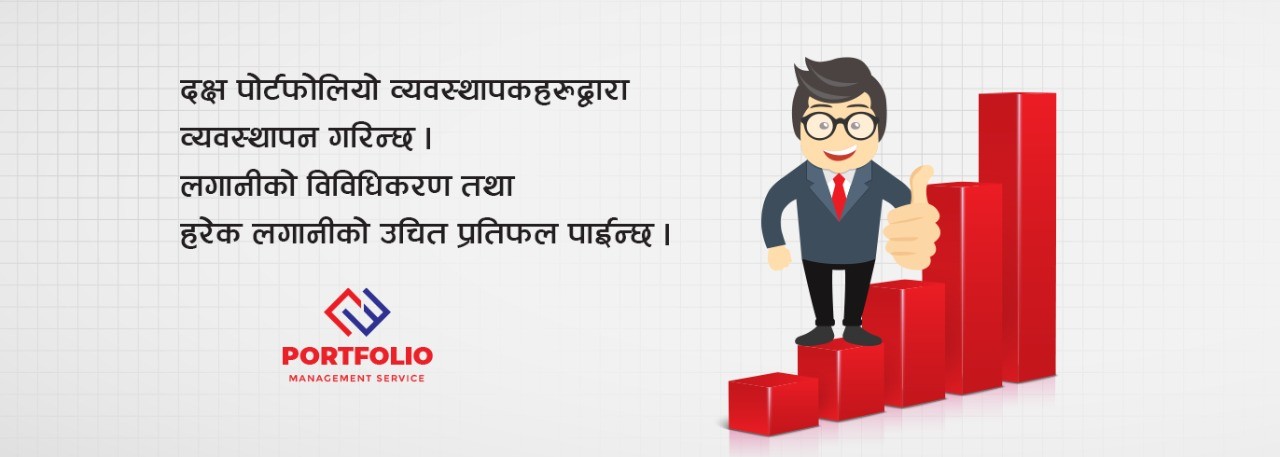 दक्ष पोर्टफोलियो व्यवस्थापकहरूद्वारा
व्यवस्थापन गरिन्छ ।
लगानीको विविधिकरण तथा
हरेक लगानीको उचित प्रतिफल पाईन्छ ।
PORTFOLIO
MANAGEMENT SERVICE